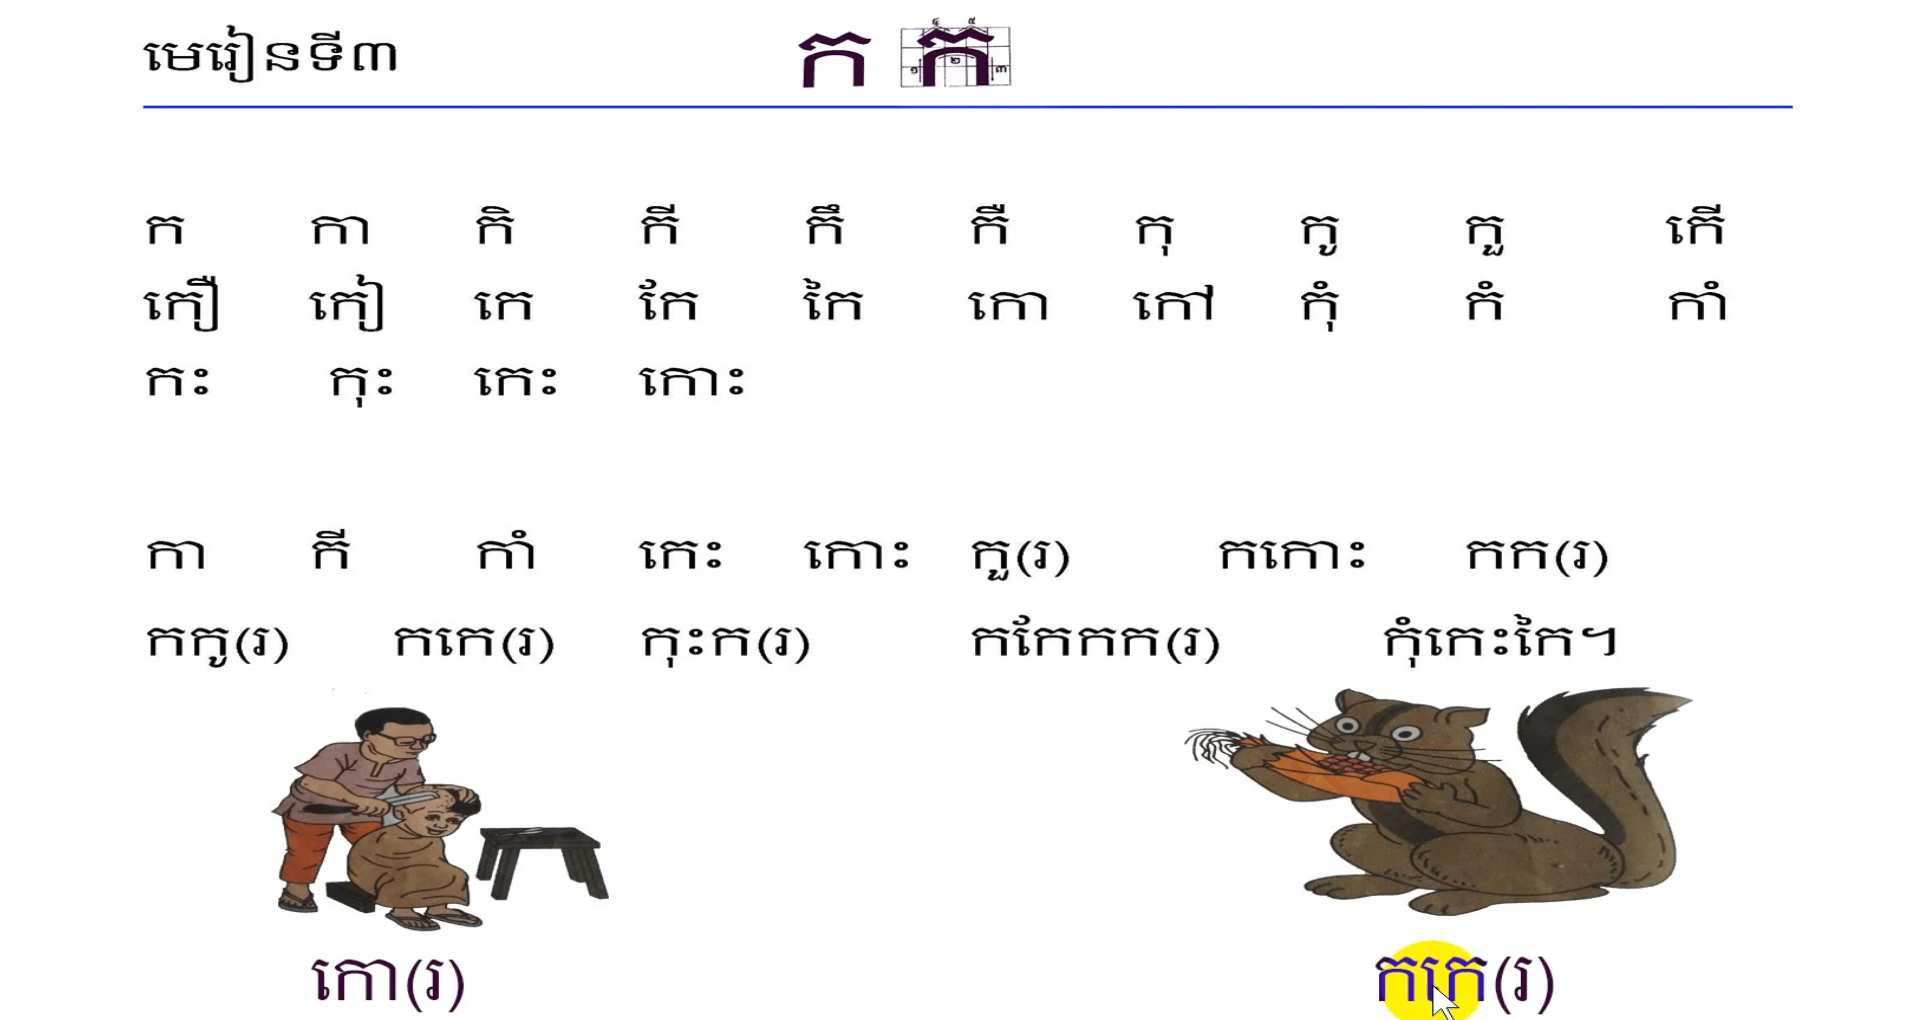 មេរៀនទី៣ ក ក
ក កា កិ កី កឹ កឺ កុ កូ កួ កើ
កឿ កៀ កេ កែ កៃ កោ កៅ កុំ កំ កាំ
កះ កុះ កេះ កោះ
កា កី កាំ កេះ កោះ កួ(រ) កកោះ កក(រ)
កកូ(រ) កកេ(រ) កុះក(រ) កកែកក(រ) កុំកេះកៃ។
កោ(រ) កកេ(រ)